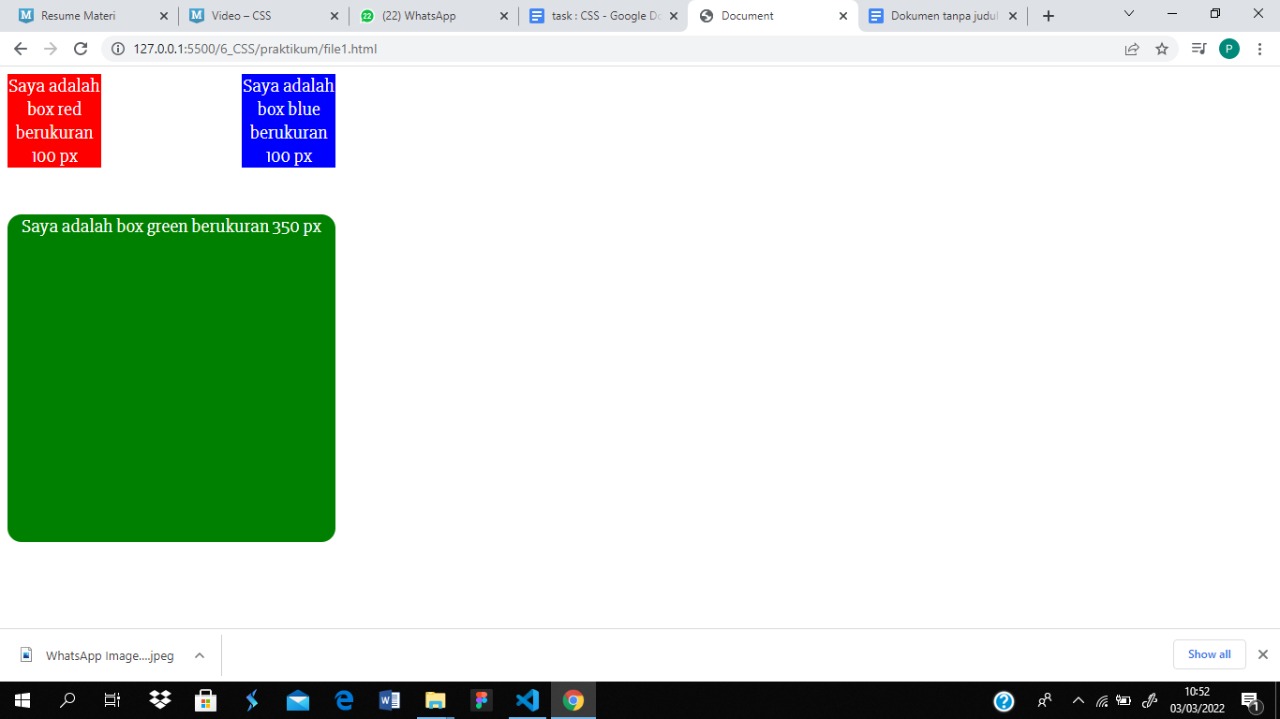 Resume Materi
Video – CSS
(22) WhatsApp
task : CSS - Google Do
Document
Dokumen tanpa judul
127.0.0.1:5500/6_CSS/praktikum/file1.html
P
Saya adalah
box red
berukuran
100 px
Saya adalah
box blue
berukuran
100 px
Saya adalah box green berukuran 350 px
WhatsApp Image....jpeg
Show all
10:52
03/03/2022
1